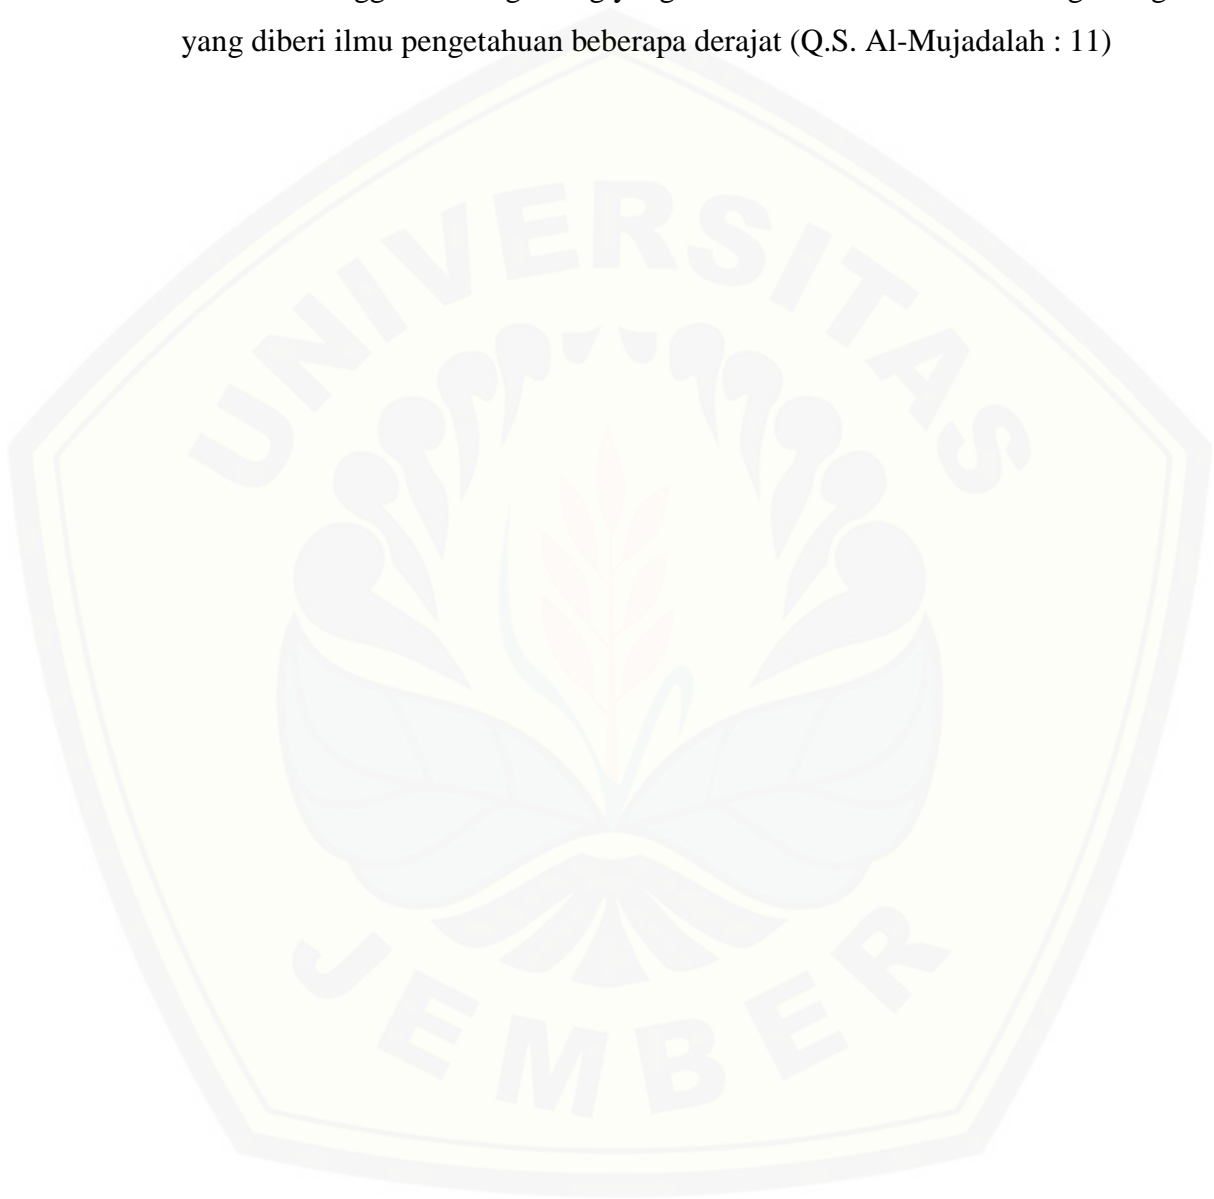 yang diberi ilmu pengetahuan beberapa derajat (Q.S. Al-Mujadalah : 11)
UNIVERSITAS
JEMBER